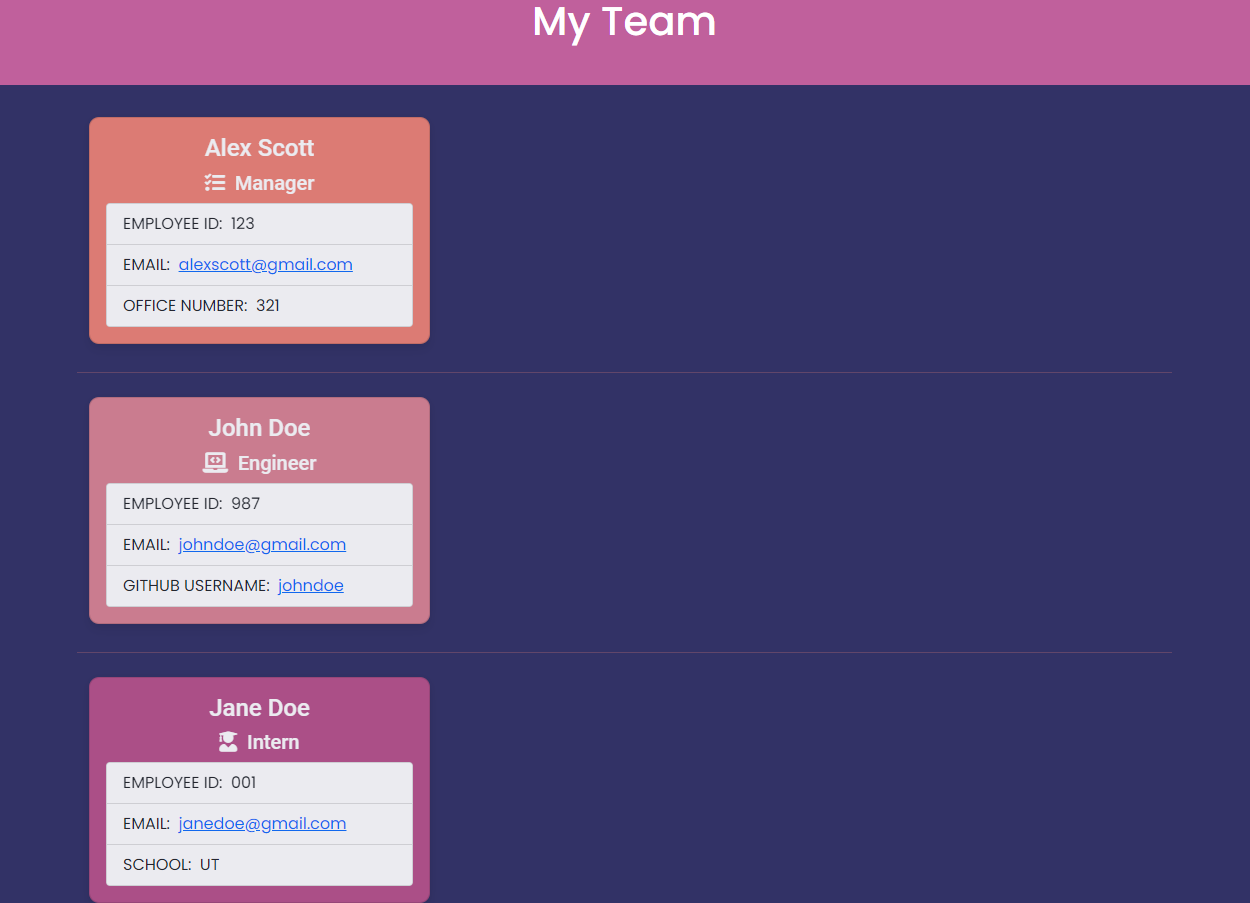 My Team
Alex Scott
Manager
EMPLOYEE ID: 123
EMAIL: alexscott@gmail.com
OFFICE NUMBER: 321
John Doe
Engineer
EMPLOYEE ID: 987
EMAIL: johndoe@gmail.com
GITHUB USERNAME: johndoe
Jane Doe
Intern
EMPLOYEE ID: 001
EMAIL: janedoe@gmail.com
SCHOOL: UT